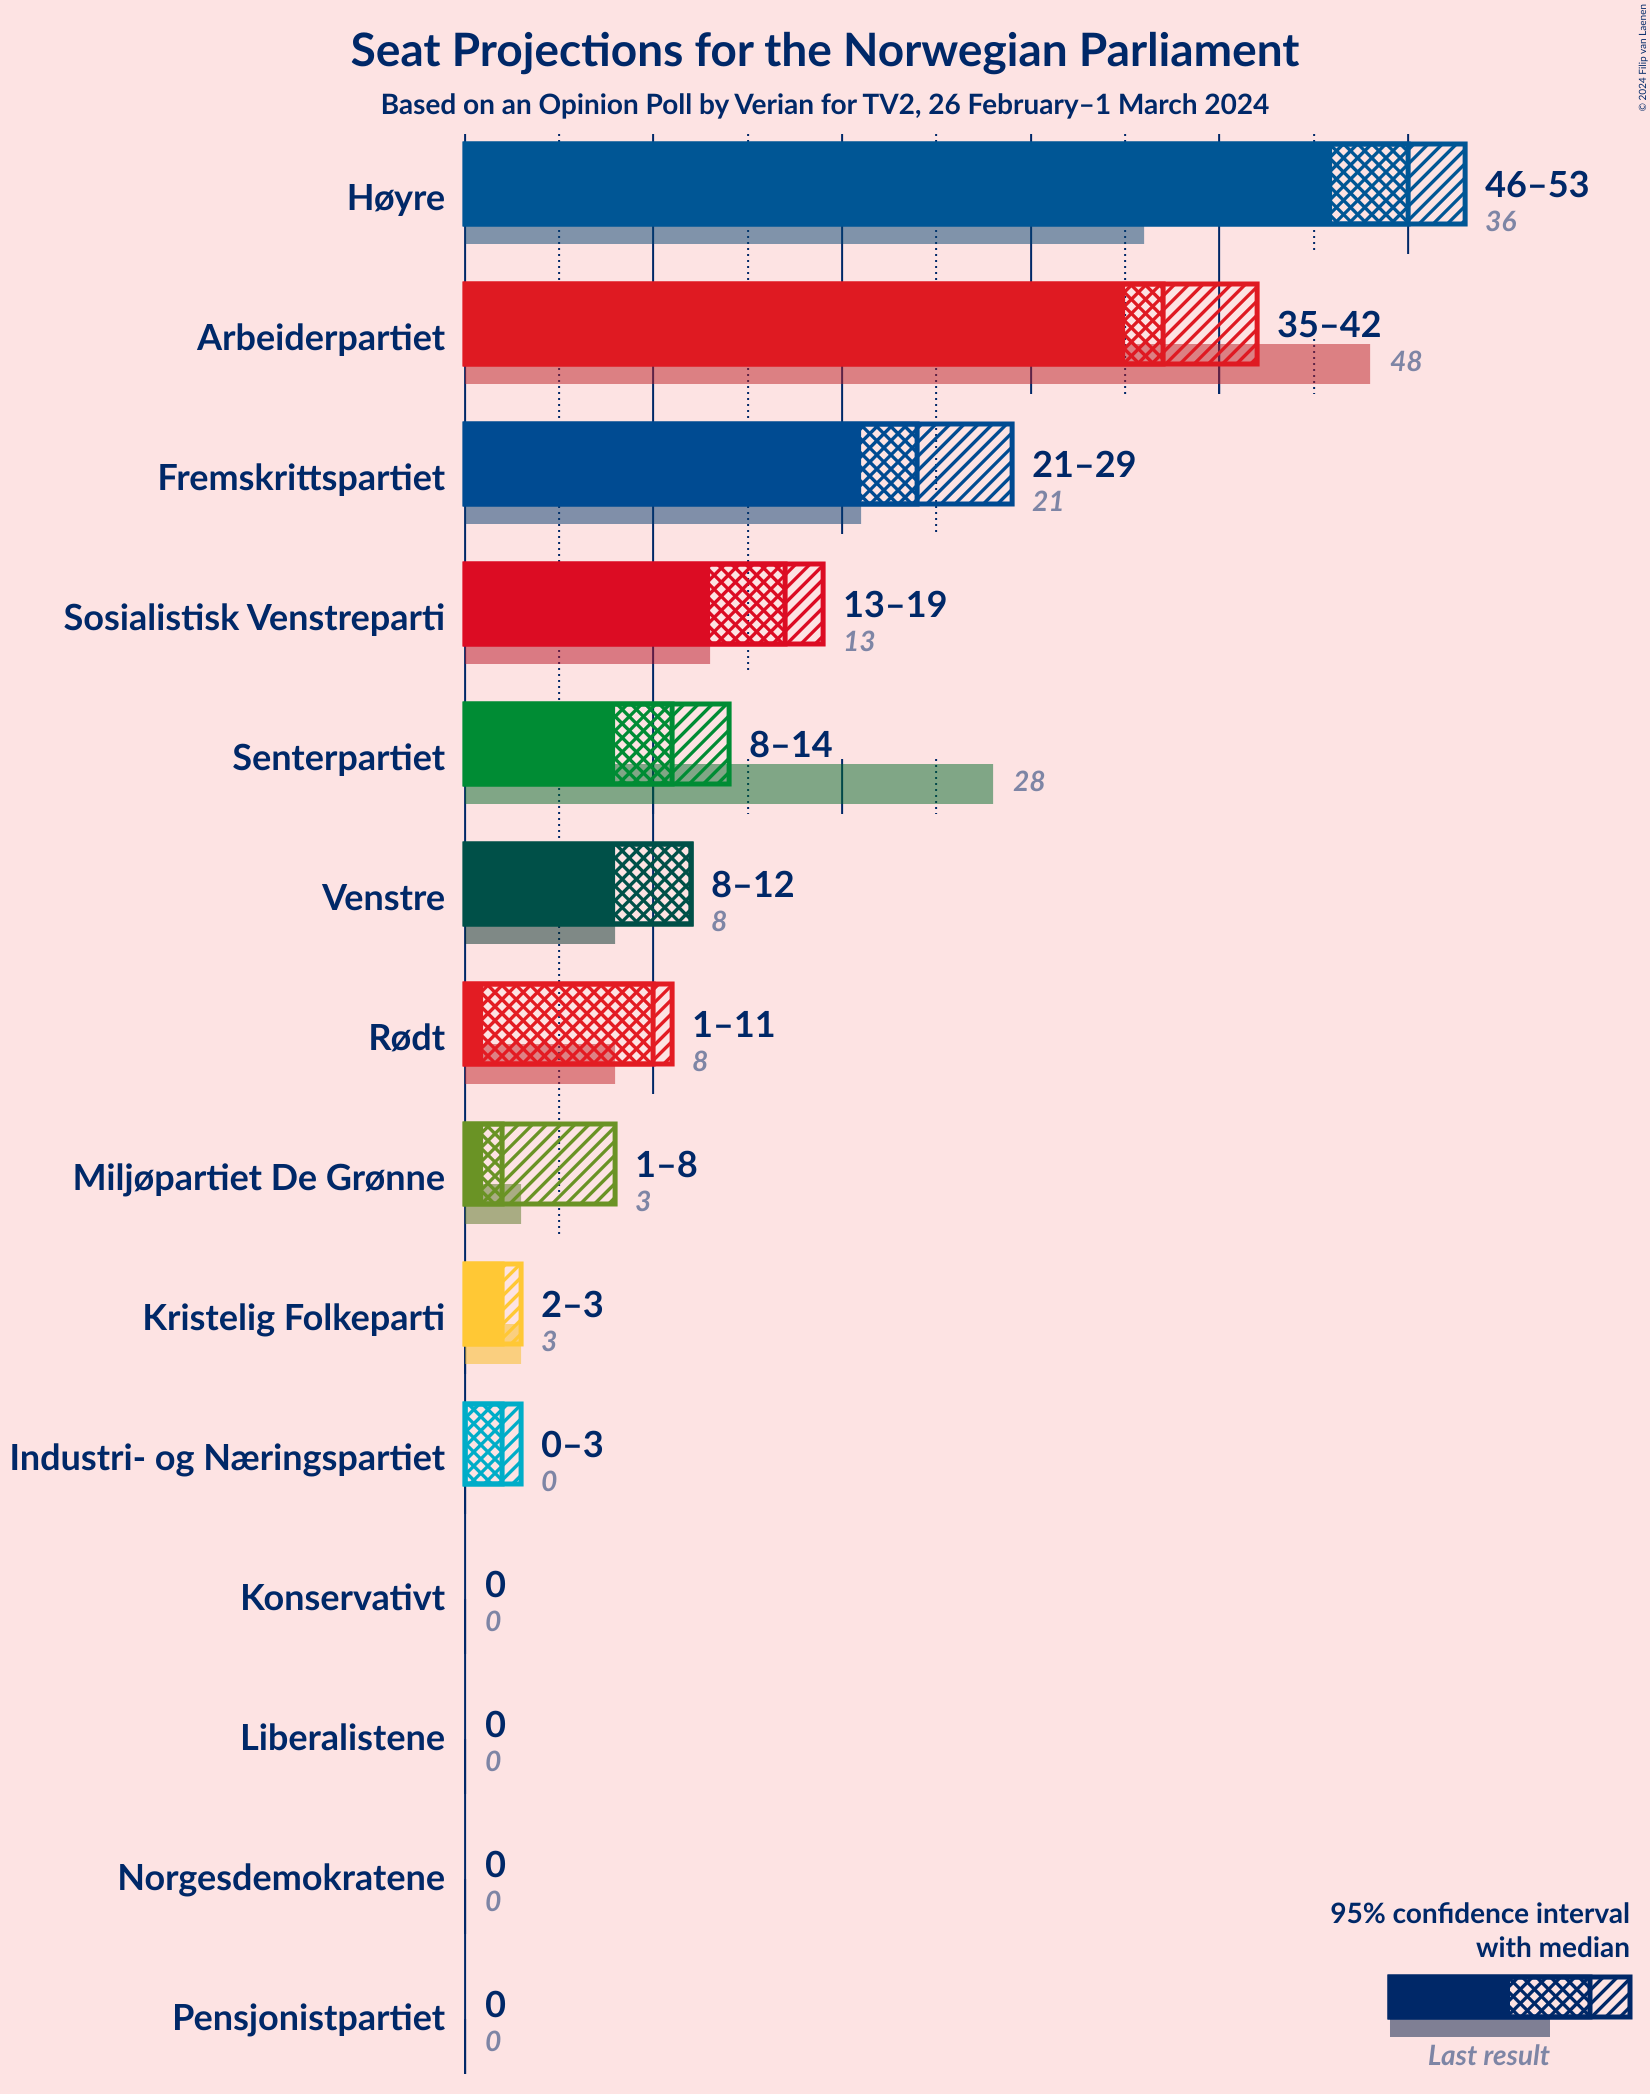 Seat Projections for the Norwegian Parliament
Based on an Opinion Poll by Verian for TV2, 26 February–1 March 2024
© 2024 Filip van Laenen
Høyre
46–53
36
Arbeiderpartiet
35–42
48
Fremskrittspartiet
21–29
21
Sosialistisk Venstreparti
13–19
13
Senterpartiet
8–14
28
Venstre
8–12
8
Rødt
1–11
8
Miljøpartiet De Grønne
1–8
3
Kristelig Folkeparti
2–3
3
Industri- og Næringspartiet
0–3
0
Konservativt
0
0
Liberalistene
0
0
Norgesdemokratene
0
0
Pensjonistpartiet
0
0
95% confidence interval
with median
Last result